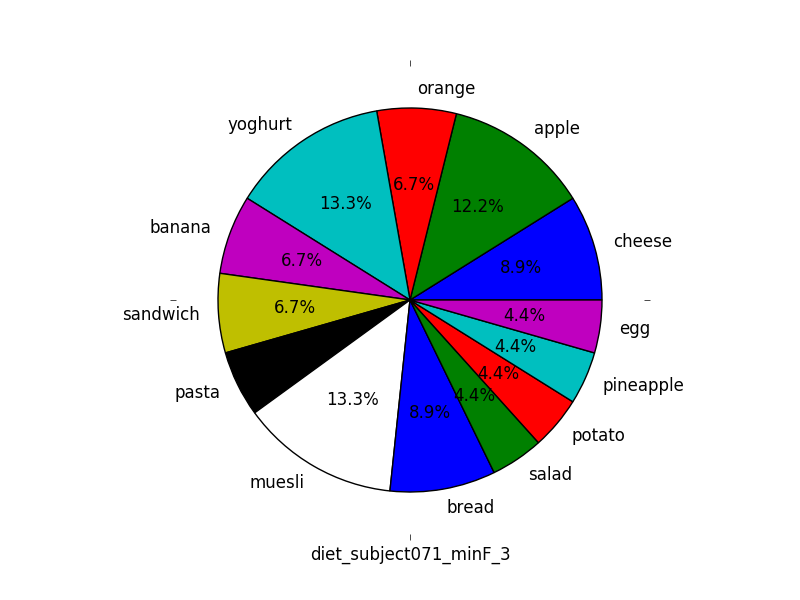 orange
yoghurt
apple
6.7%
13.3%
12.2%
banana
cheese
6.7%
8.9%
sandwich
6.7%
4.4%
egg
4.4%
4.4%
pineapple
pasta
13.3%
4.4%
8.9%
potato
muesli
salad
bread
diet_subject071_minF_3